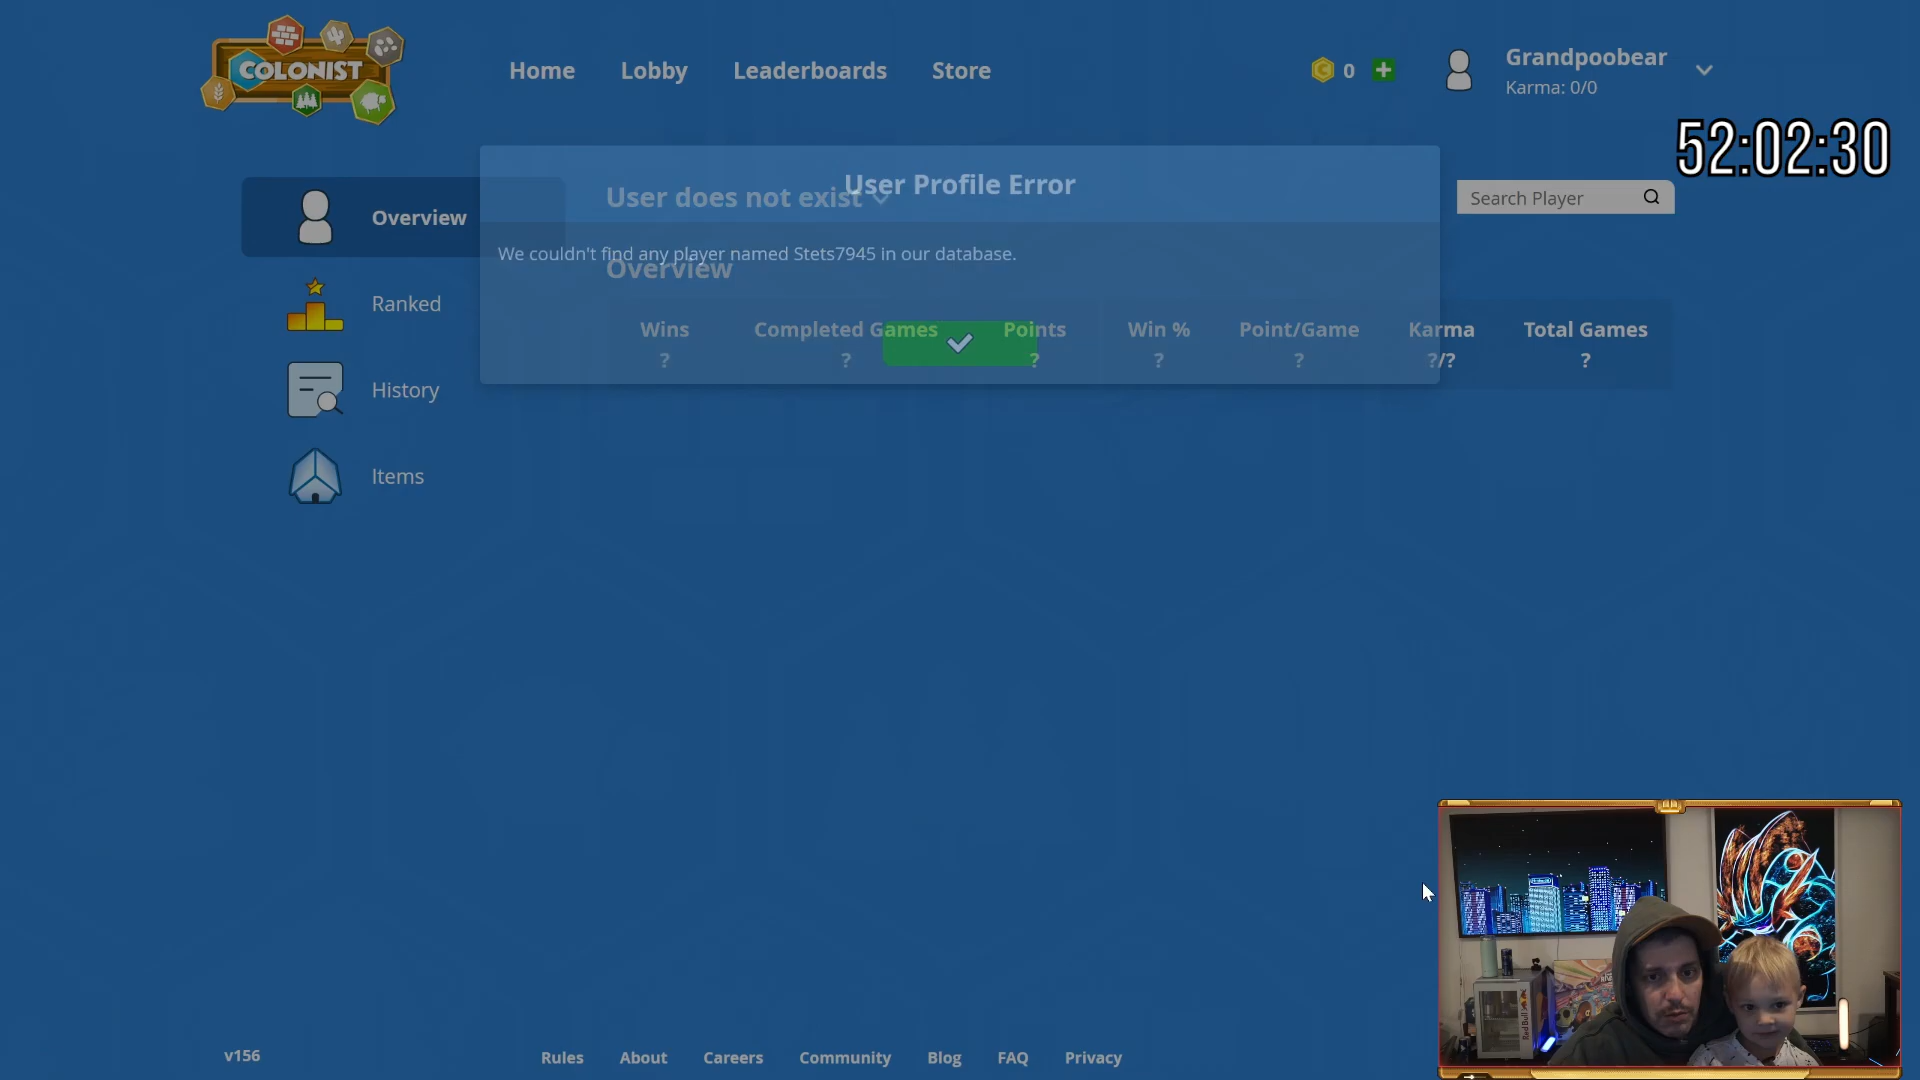 COLONIST
Home
Lobby
Leaderboards
Store
0
Grandpoobear
Karma: 0/0
52:02:30
User Profile Error
User does not exist
Search Player
Overview
We couldn't find any player named Stets7945 in our database.
Overview
Ranked
Wins
Completed Games
Points
Win %
Point/Game
Karma
Total Games
?
?
?
?
?
?/?
?
History
Items
Red Bull
v156
Rules
About
Careers
Community
Blog
FAQ
Privacy